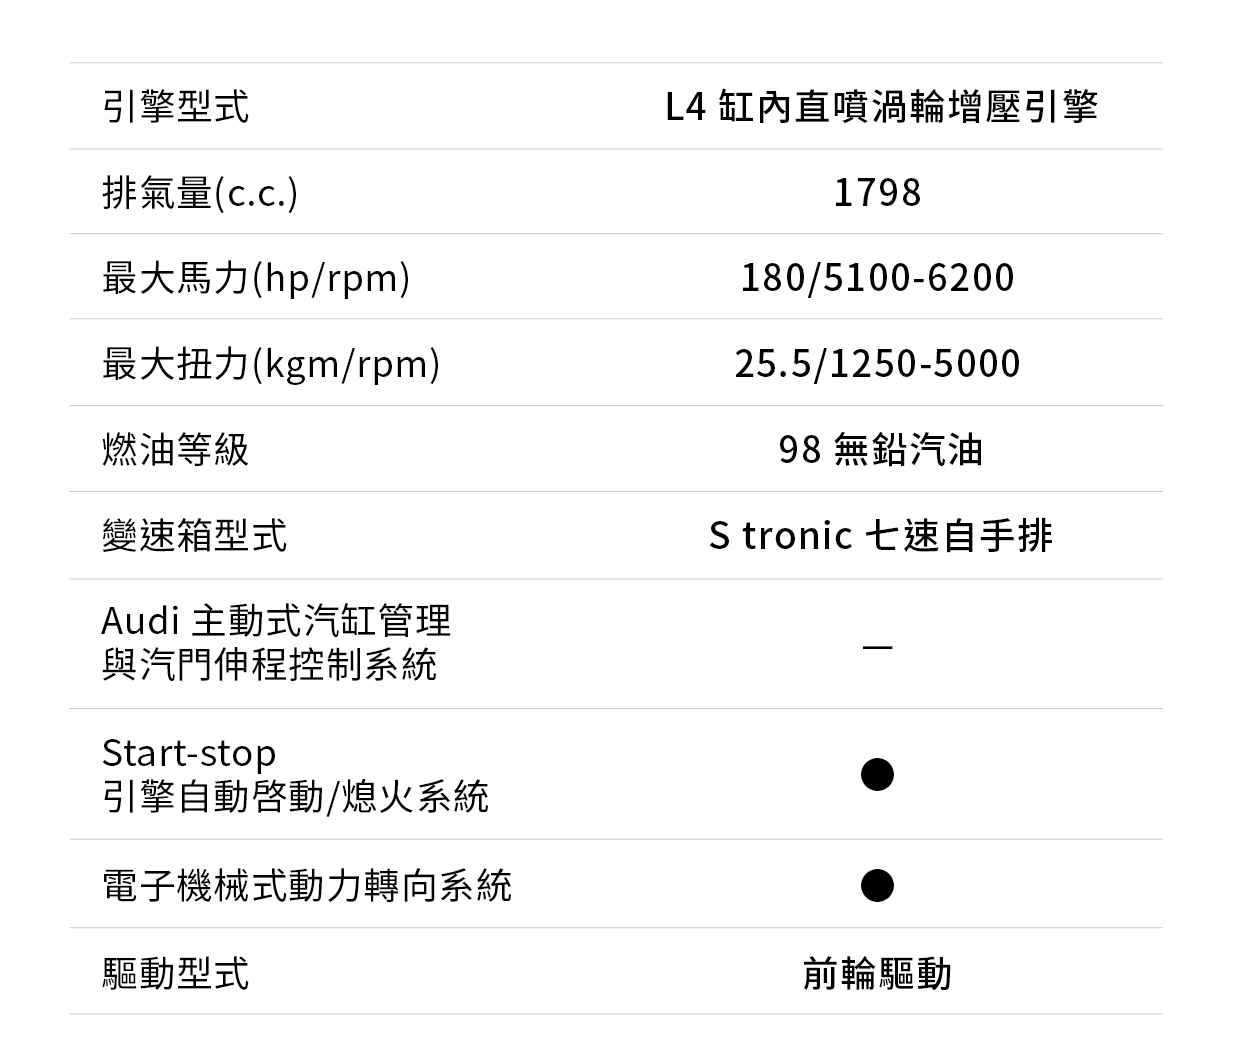 引擎型式 L4 缸內直噴渦輪增壓引擎
排氣量(c.c.) 1798
最大馬力(hp/rpm) 180/5100-6200
最大扭力(kgm/rpm) 25.5/1250-5000
燃油等級 98 無鉛汽油
變速箱型式 S tronic 七速自手排
Audi 主動式汽缸管理
與汽門伸程控制系統 —
Start-stop
引擎自動啓動/熄火系統 ●
電子機械式動力轉向系統 ●
驅動型式 前輪驅動